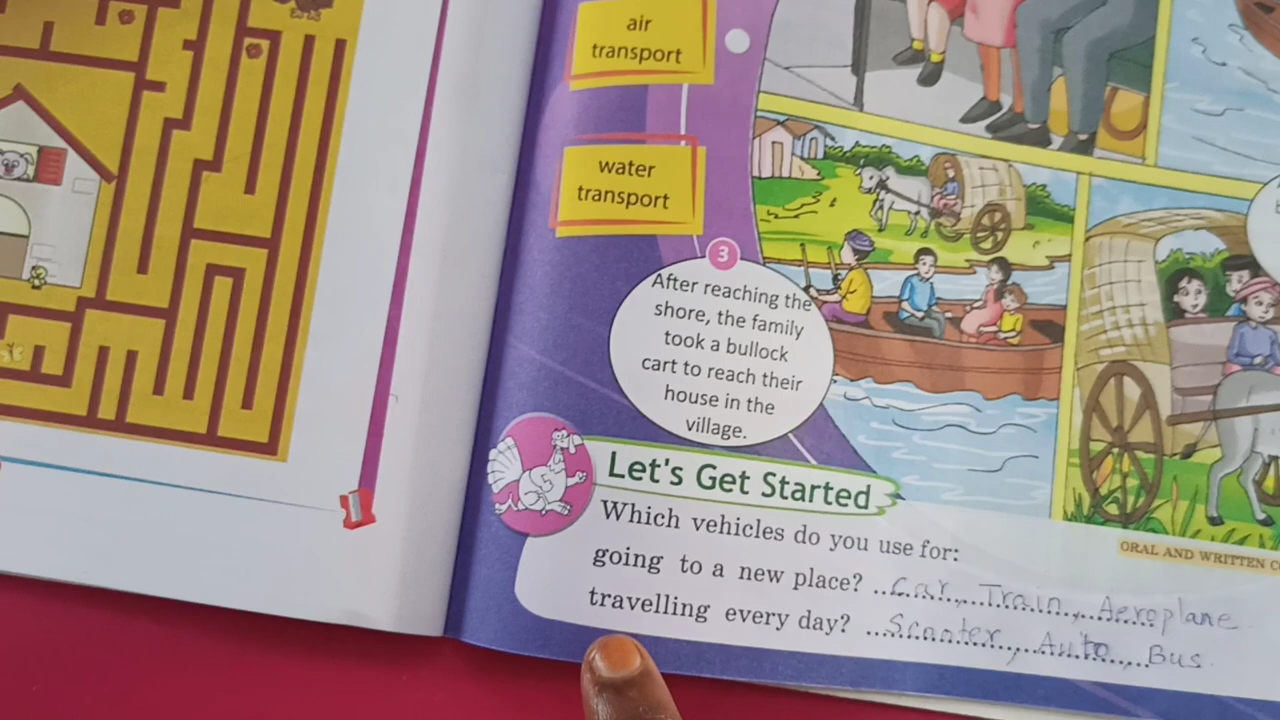 air
transport
water
transport
3
After reaching the
shore, the family
took a bullock
cart to reach their
house in the
village.
Let's Get Started
Which vehicles do you use for:
going to a new place? ..Car, Train, Aeroplane
travelling every day? ...Scooter, Auto, Bus.
ORAL AND WRITTEN